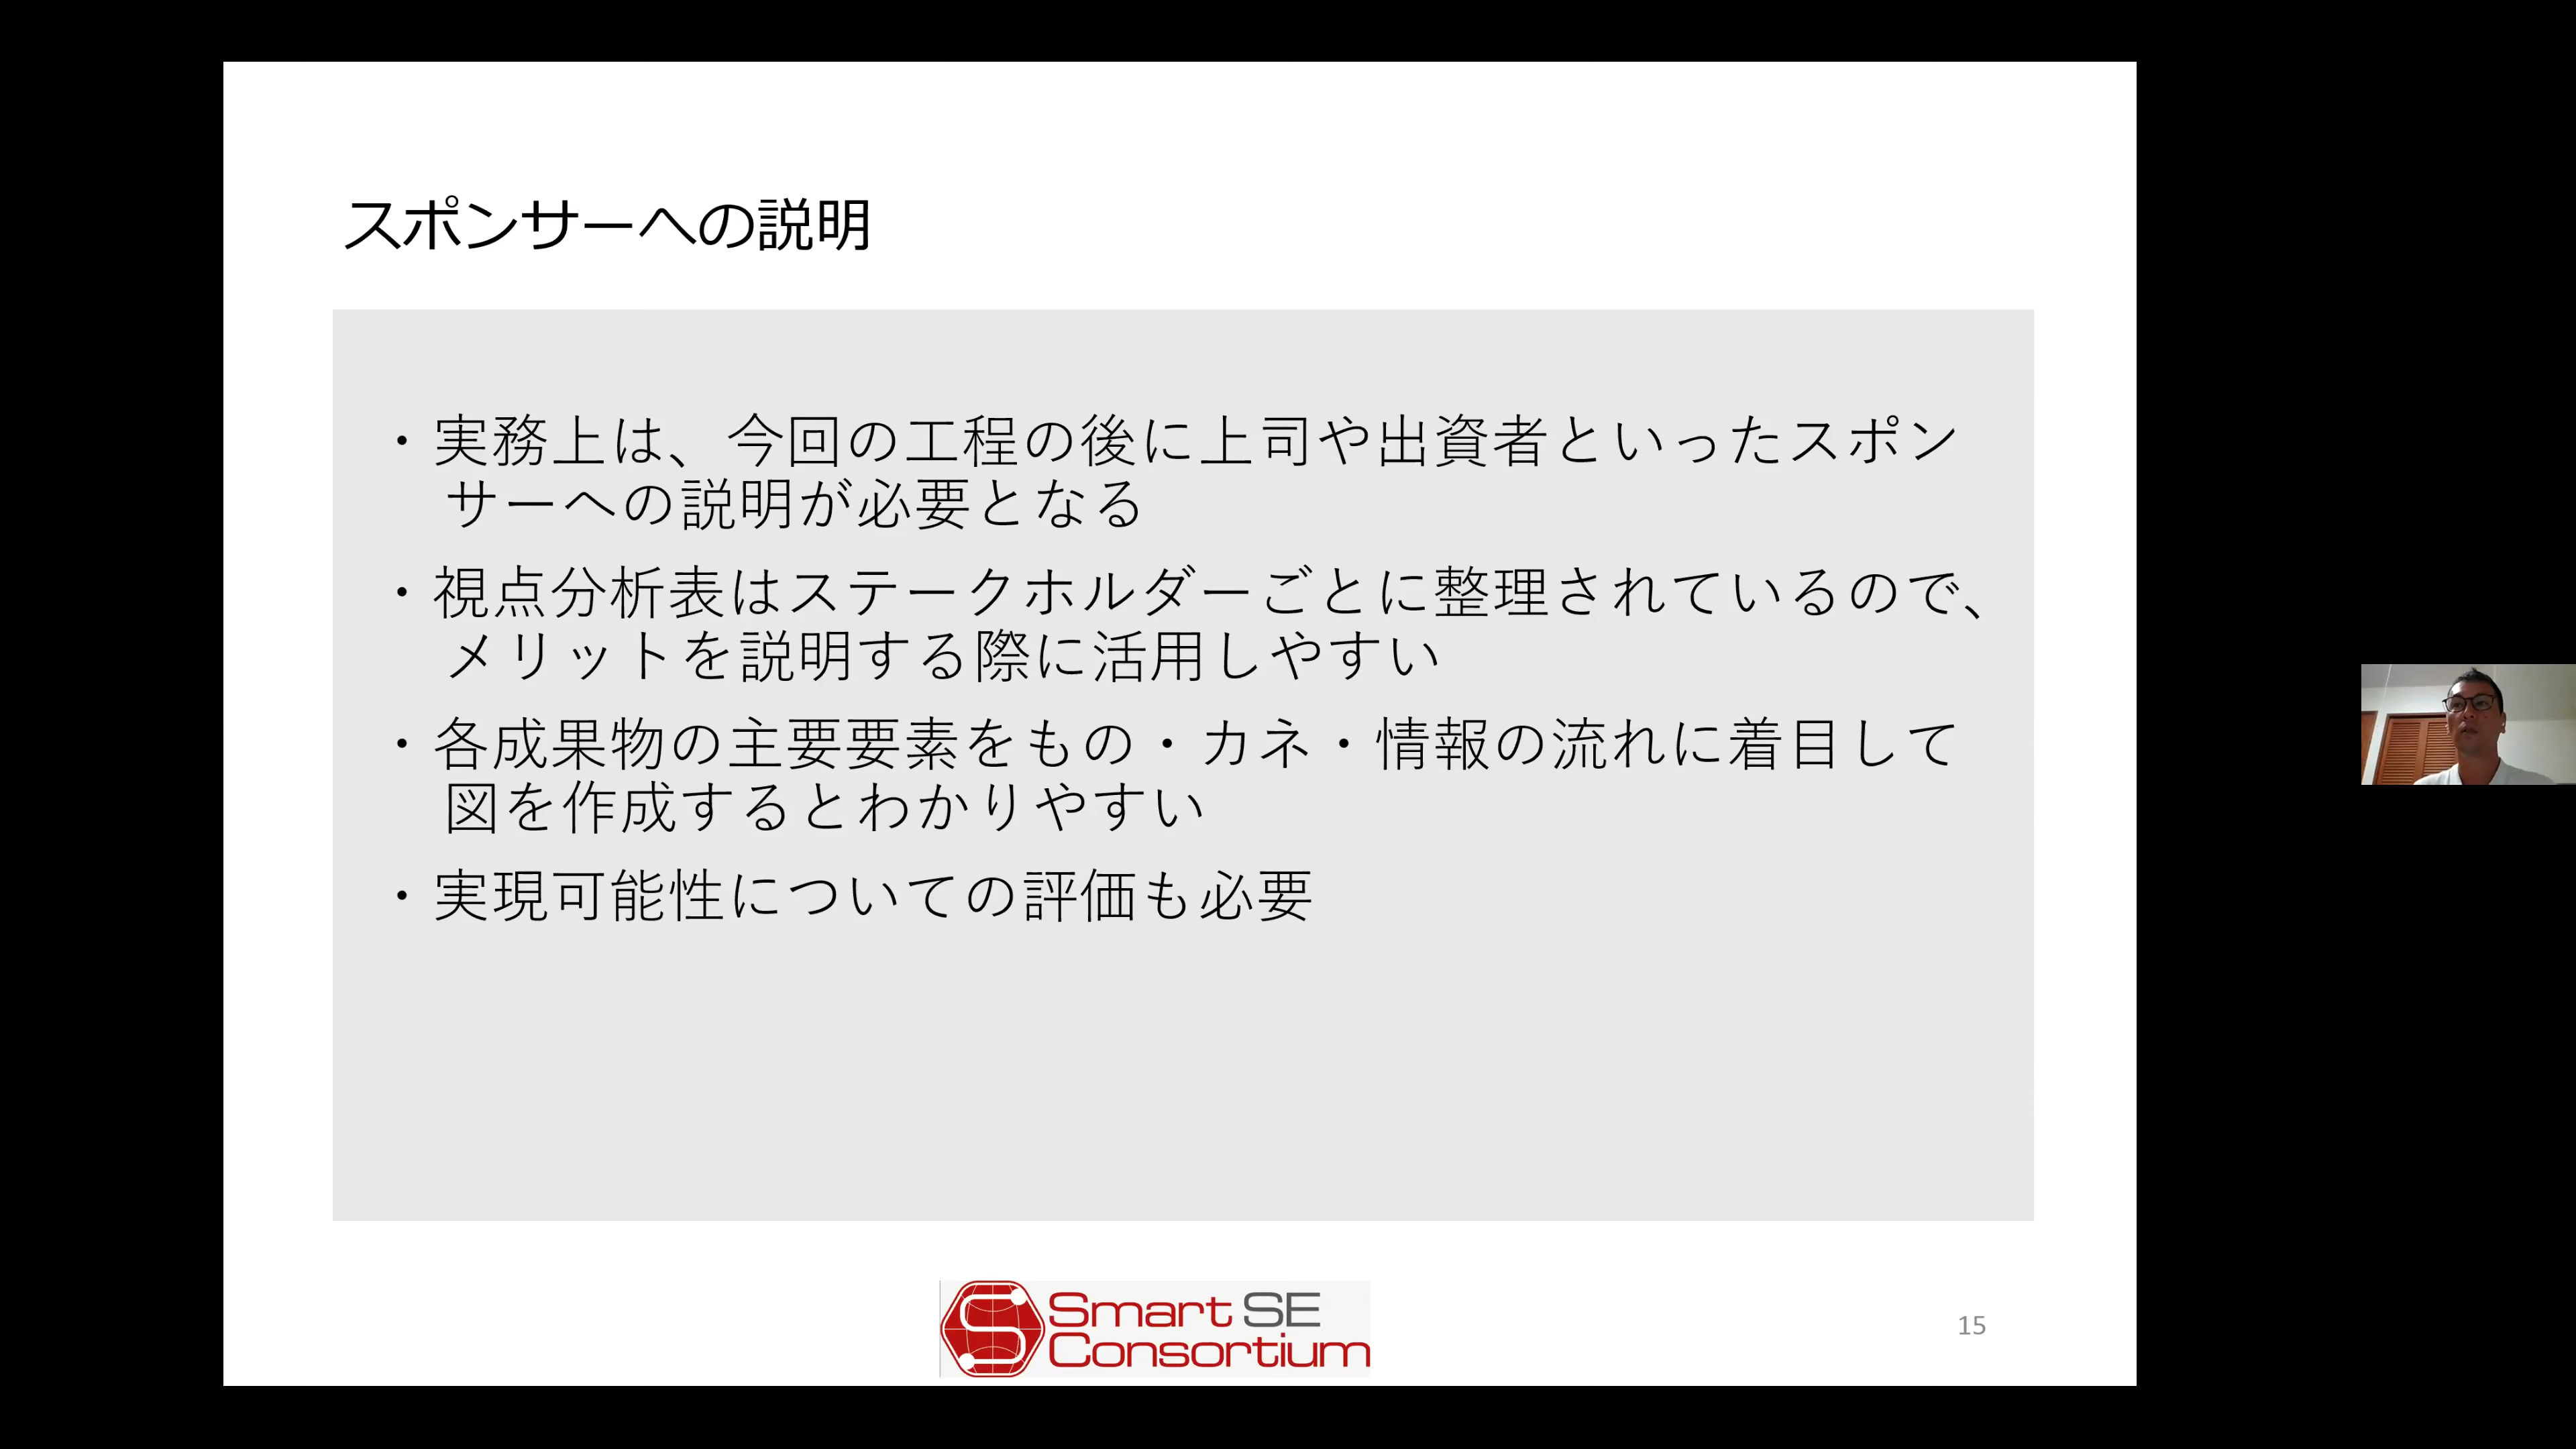 スポンサーへの説明
・実務上は、今回の工程の後に上司や出資者といったスポン
サーへの説明が必要となる
・視点分析表はステークホルダーごとに整理されているので、
メリットを説明する際に活用しやすい
・各成果物の主要要素をもの・カネ・情報の流れに着目して
図を作成するとわかりやすい
・実現可能性についての評価も必要
Smart SE
Consortium
15